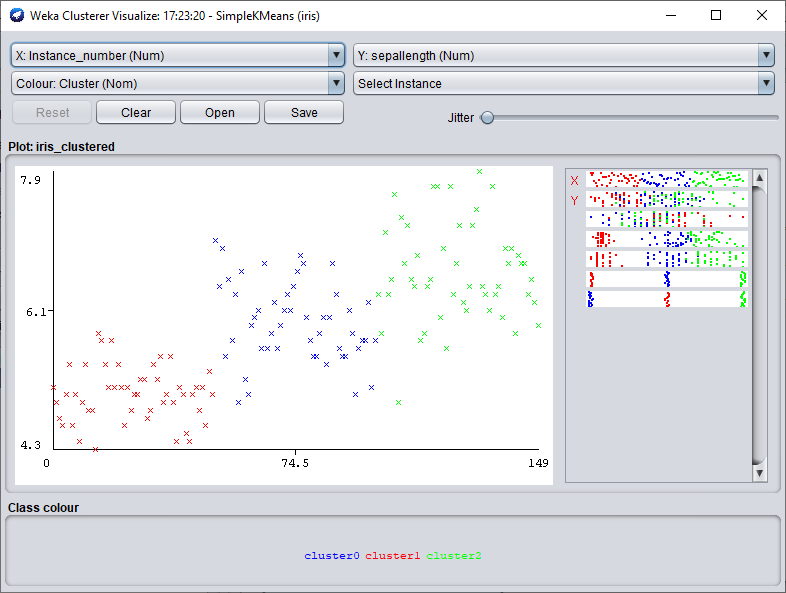 Weka Clusterer Visualize: 17:23:20 - SimpleKMeans (iris)
X: Instance_number (Num) Y: sepallength (Num)
Colour: Cluster (Nom) Select Instance
Reset Clear Open Save Jitter
Plot: iris_clustered
7.9
6.1
4.3
0 74.5 149
X
Y
Class colour
cluster0 cluster1 cluster2